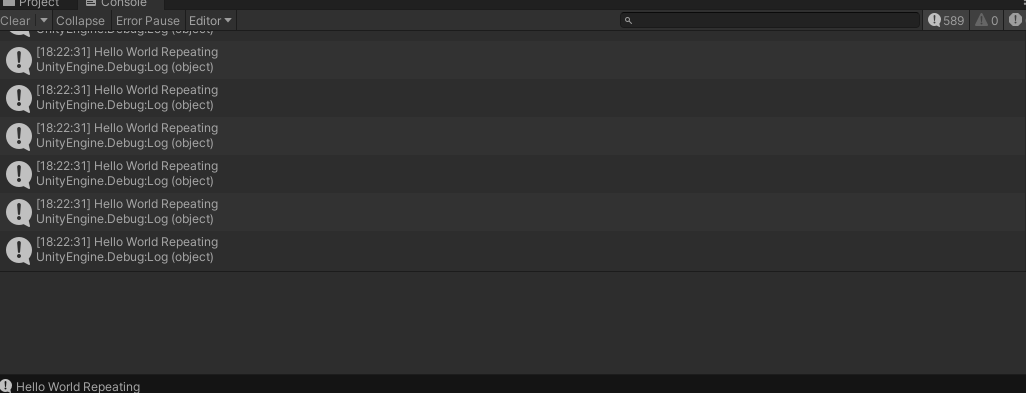 Project Console
Clear Collapse Error Pause Editor 589 0
UnityEngine.Debug:Log (object)
[18:22:31] Hello World Repeating
UnityEngine.Debug:Log (object)
[18:22:31] Hello World Repeating
UnityEngine.Debug:Log (object)
[18:22:31] Hello World Repeating
UnityEngine.Debug:Log (object)
[18:22:31] Hello World Repeating
UnityEngine.Debug:Log (object)
[18:22:31] Hello World Repeating
UnityEngine.Debug:Log (object)
[18:22:31] Hello World Repeating
UnityEngine.Debug:Log (object)
Hello World Repeating